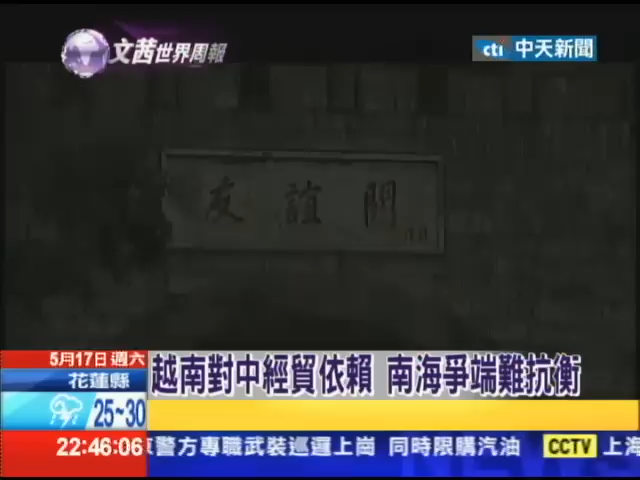 文茜世界周報
cti 中天新聞
友誼門
5月17日 週六
花蓮縣
越南對中經貿依賴 南海爭端難抗衡
25~30
22:46:06
京警方專職武裝巡邏上崗 同時限購汽油 CCTV 上海